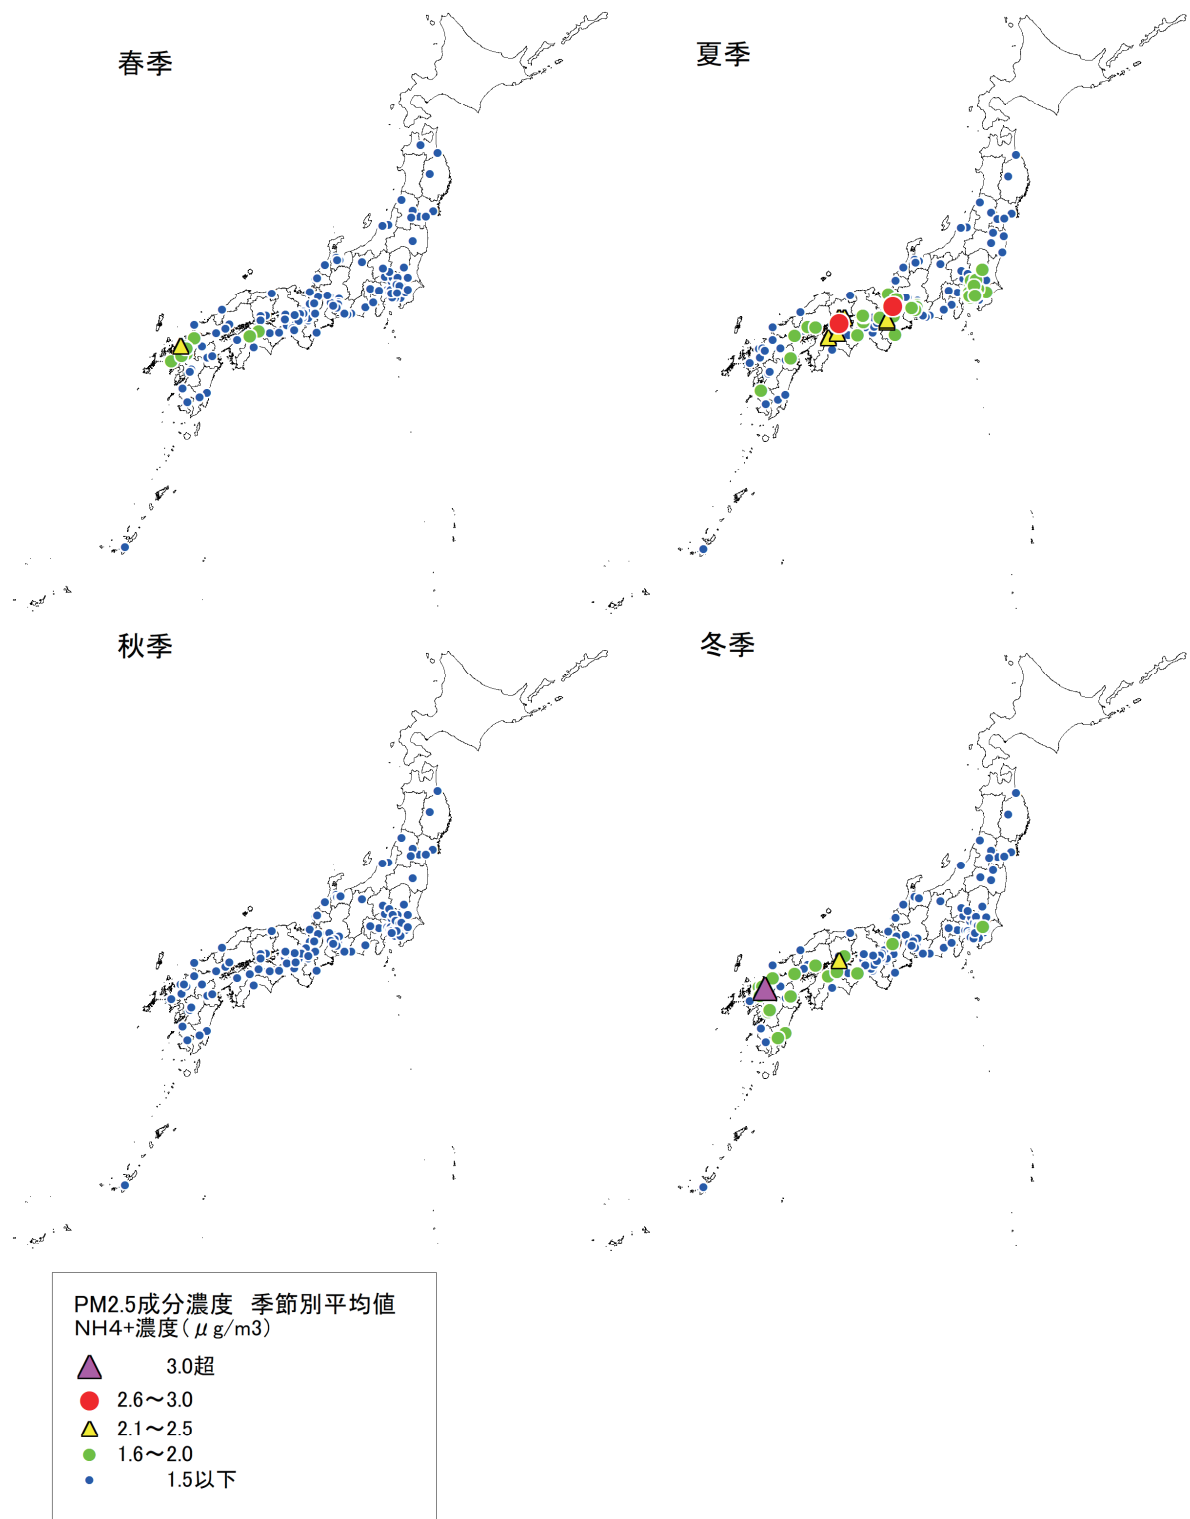 春季
夏季
秋季
冬季
PM2.5成分濃度　季節別平均値
NH4+濃度(μg/m3)
3.0超
2.6～3.0
2.1～2.5
1.6～2.0
1.5以下